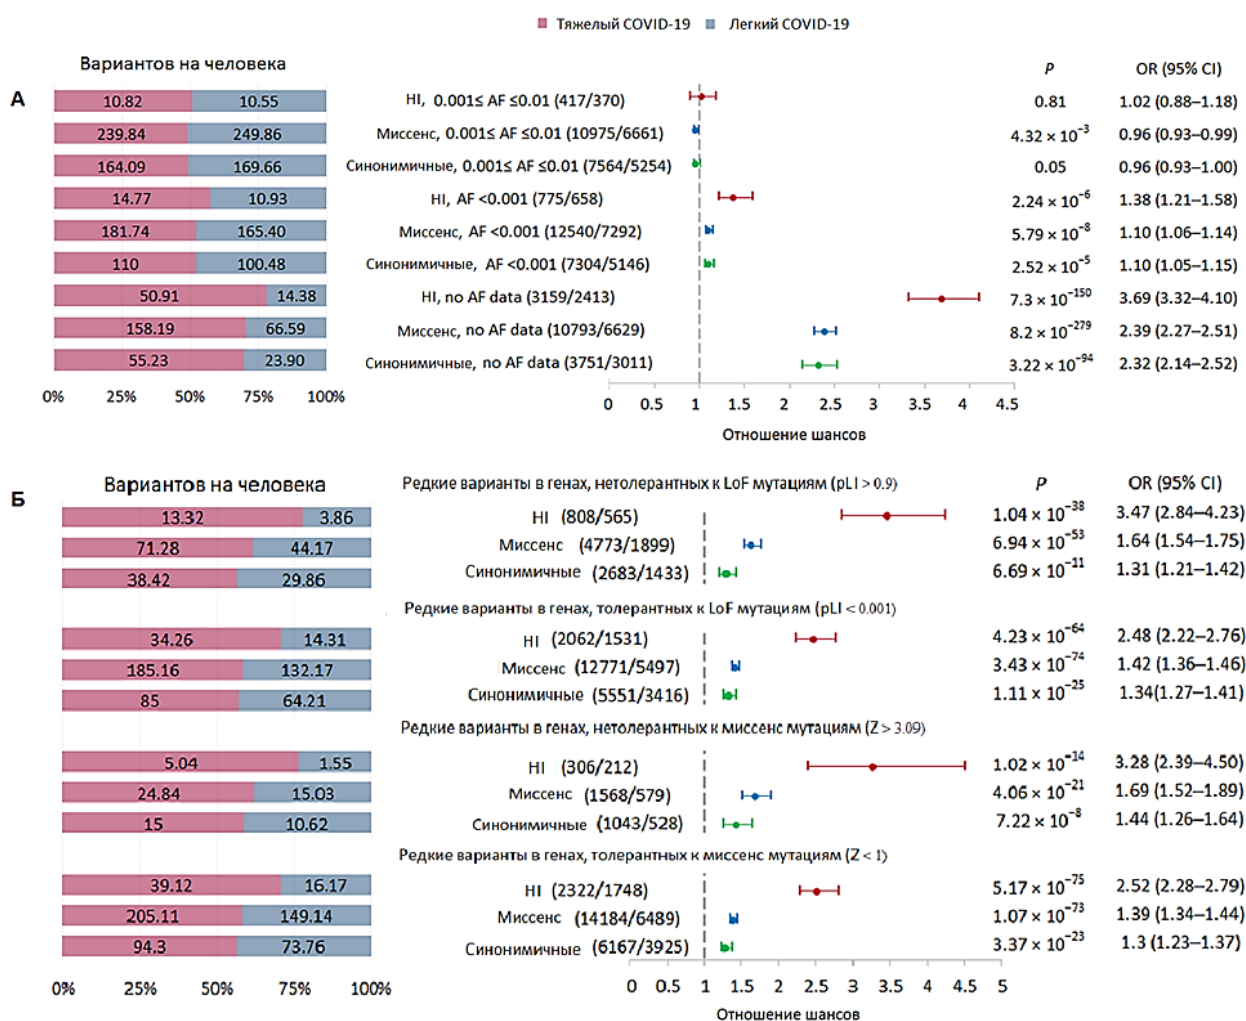 Тяжелый COVID-19 Легкий COVID-19
Вариантов на человека P OR (95% CI)
А
10.82 10.55 HI, 0.001≤ AF ≤0.01 (417/370) 0.81 1.02 (0.88–1.18)
239.84 249.86 Миссенс, 0.001≤ AF ≤0.01 (10975/6661) 4.32 × 10⁻³ 0.96 (0.93–0.99)
164.09 169.66 Синонимичные, 0.001≤ AF ≤0.01 (7564/5254) 0.05 0.96 (0.93–1.00)
14.77 10.93 HI, AF <0.001 (775/658) 2.24 × 10⁻⁶ 1.38 (1.21–1.58)
181.74 165.40 Миссенс, AF <0.001 (12540/7292) 5.79 × 10⁻⁸ 1.10 (1.06–1.14)
110 100.48 Синонимичные, AF <0.001 (7304/5146) 2.52 × 10⁻⁵ 1.10 (1.05–1.15)
50.91 14.38 HI, no AF data (3159/2413) 7.3 × 10⁻¹⁵⁰ 3.69 (3.32–4.10)
158.19 66.59 Миссенс, no AF data (10793/6629) 8.2 × 10⁻²⁷⁹ 2.39 (2.27–2.51)
55.23 23.90 Синонимичные, no AF data (3751/3011) 3.22 × 10⁻⁹⁴ 2.32 (2.14–2.52)
0% 25% 50% 75% 100% 0 0.5 1 1.5 2 2.5 3 3.5 4 4.5
Отношение шансов
Б
Вариантов на человека Редкие варианты в генах, нетолерантных к LoF мутациям (pLI > 0.9) P OR (95% CI)
13.32 3.86 HI (808/565) 1.04 × 10⁻³⁸ 3.47 (2.84–4.23)
71.28 44.17 Миссенс (4773/1899) 6.94 × 10⁻⁵³ 1.64 (1.54–1.75)
38.42 29.86 Синонимичные (2683/1433) 6.69 × 10⁻¹¹ 1.31 (1.21–1.42)
Редкие варианты в генах, толерантных к LoF мутациям (pLI < 0.001)
34.26 14.31 HI (2062/1531) 4.23 × 10⁻⁶⁴ 2.48 (2.22–2.76)
185.16 132.17 Миссенс (12771/5497) 3.43 × 10⁻⁷⁴ 1.42 (1.36–1.46)
85 64.21 Синонимичные (5551/3416) 1.11 × 10⁻²⁵ 1.34(1.27–1.41)
Редкие варианты в генах, нетолерантных к миссенс мутациям (Z > 3.09)
5.04 1.55 HI (306/212) 1.02 × 10⁻¹⁴ 3.28 (2.39–4.50)
24.84 15.03 Миссенс (1568/579) 4.06 × 10⁻²¹ 1.69 (1.52–1.89)
15 10.62 Синонимичные (1043/528) 7.22 × 10⁻⁸ 1.44 (1.26–1.64)
Редкие варианты в генах, толерантных к миссенс мутациям (Z < 1)
39.12 16.17 HI (2322/1748) 5.17 × 10⁻⁷⁵ 2.52 (2.28–2.79)
205.11 149.14 Миссенс (14184/6489) 1.07 × 10⁻⁷³ 1.39 (1.34–1.44)
94.3 73.76 Синонимичные (6167/3925) 3.37 × 10⁻²³ 1.3 (1.23–1.37)
0% 25% 50% 75% 100% 0 0.5 1 1.5 2 2.5 3 3.5 4 4.5 5
Отношение шансов